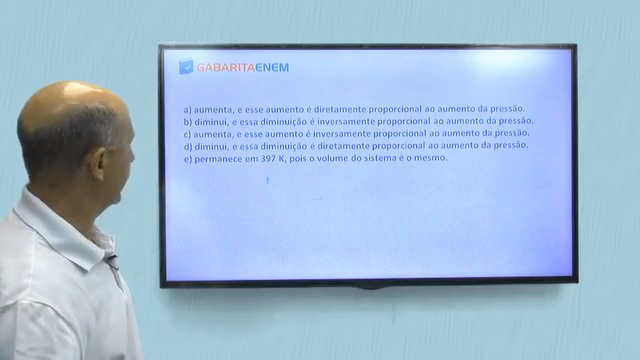 GABARITAENEM
a) aumenta, e esse aumento é diretamente proporcional ao aumento da pressão.
b) diminui, e essa diminuição é inversamente proporcional ao aumento da pressão.
c) aumenta, e esse aumento é inversamente proporcional ao aumento da pressão.
d) diminui, e essa diminuição é diretamente proporcional ao aumento da pressão.
e) permanece em 397 K, pois o volume do sistema é o mesmo.